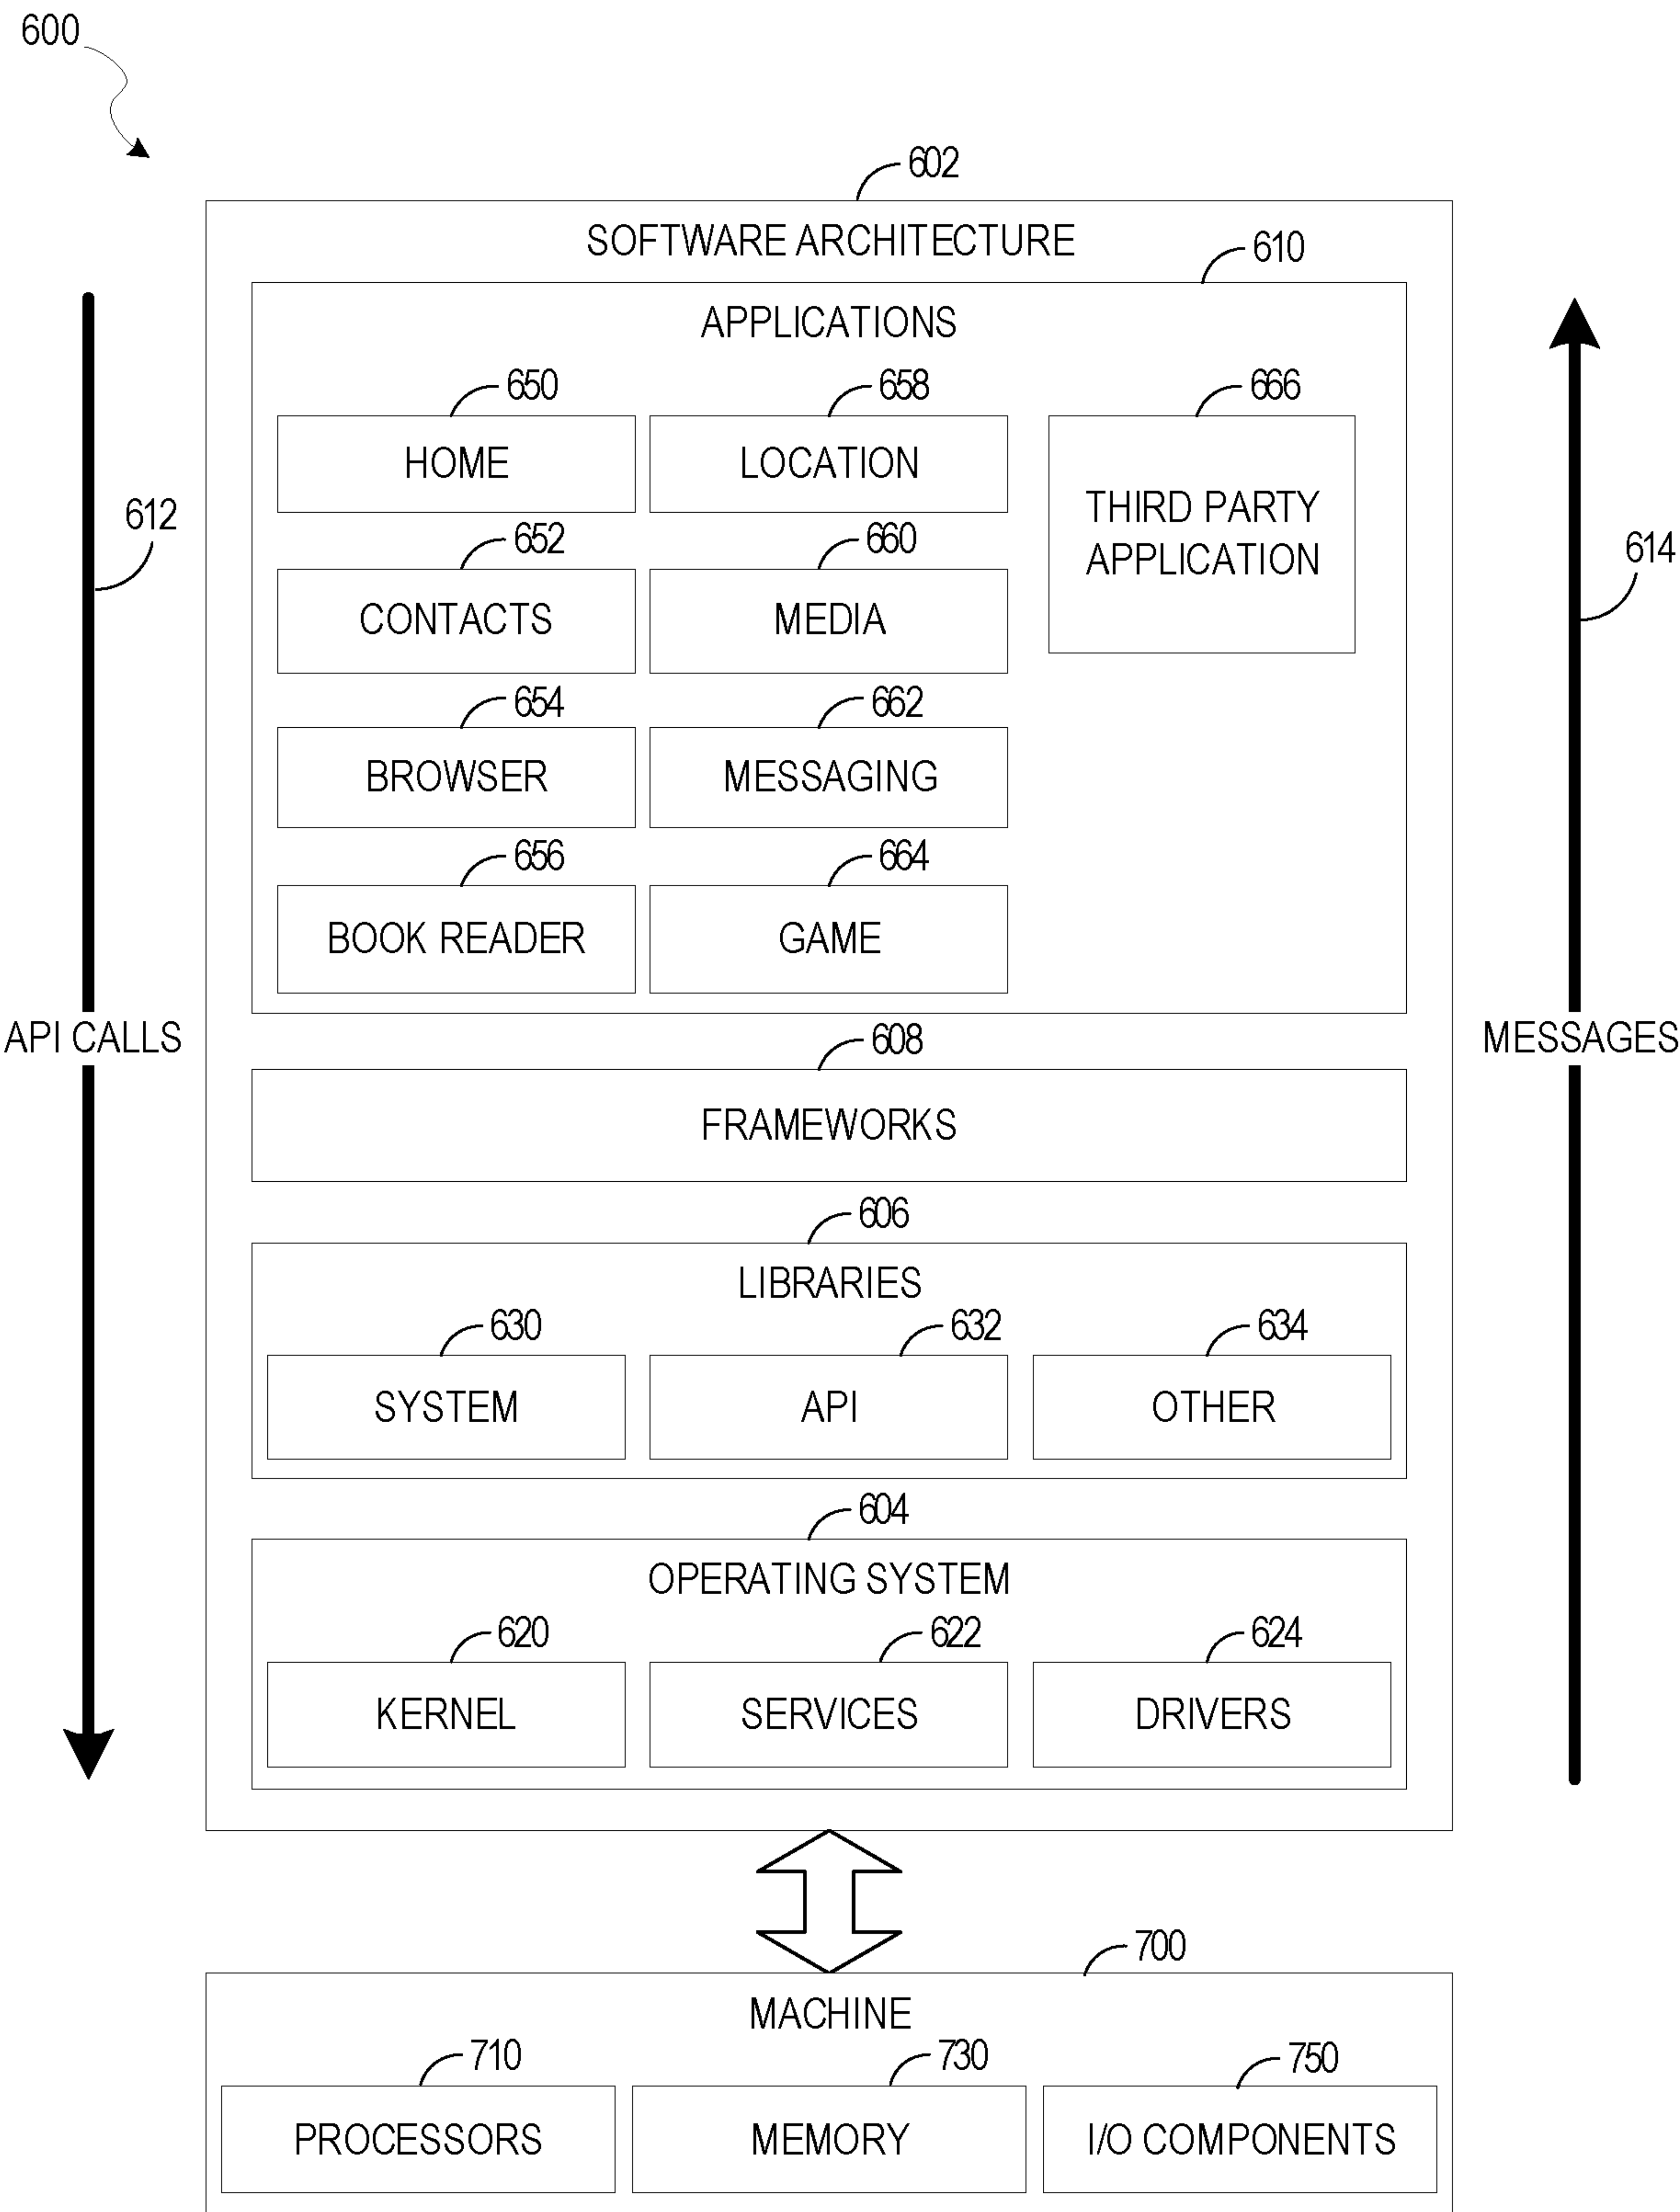 600
602
SOFTWARE ARCHITECTURE
610
APPLICATIONS
650
658
666
HOME
LOCATION
THIRD PARTY
APPLICATION
612
652
660
614
CONTACTS
MEDIA
654
662
BROWSER
MESSAGING
656
664
BOOK READER
GAME
API CALLS
MESSAGES
608
FRAMEWORKS
606
LIBRARIES
630
632
634
SYSTEM
API
OTHER
604
OPERATING SYSTEM
620
622
624
KERNEL
SERVICES
DRIVERS
700
MACHINE
710
730
750
PROCESSORS
MEMORY
I/O COMPONENTS